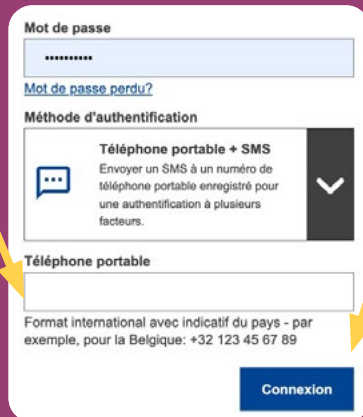 Mot de passe
••••••••••
Mot de passe perdu?
Méthode d'authentification
Téléphone portable + SMS
Envoyer un SMS à un numéro de
téléphone portable enregistré pour
une authentification à plusieurs
facteurs.
Téléphone portable
Format international avec indicatif du pays - par
exemple, pour la Belgique: +32 123 45 67 89
Connexion